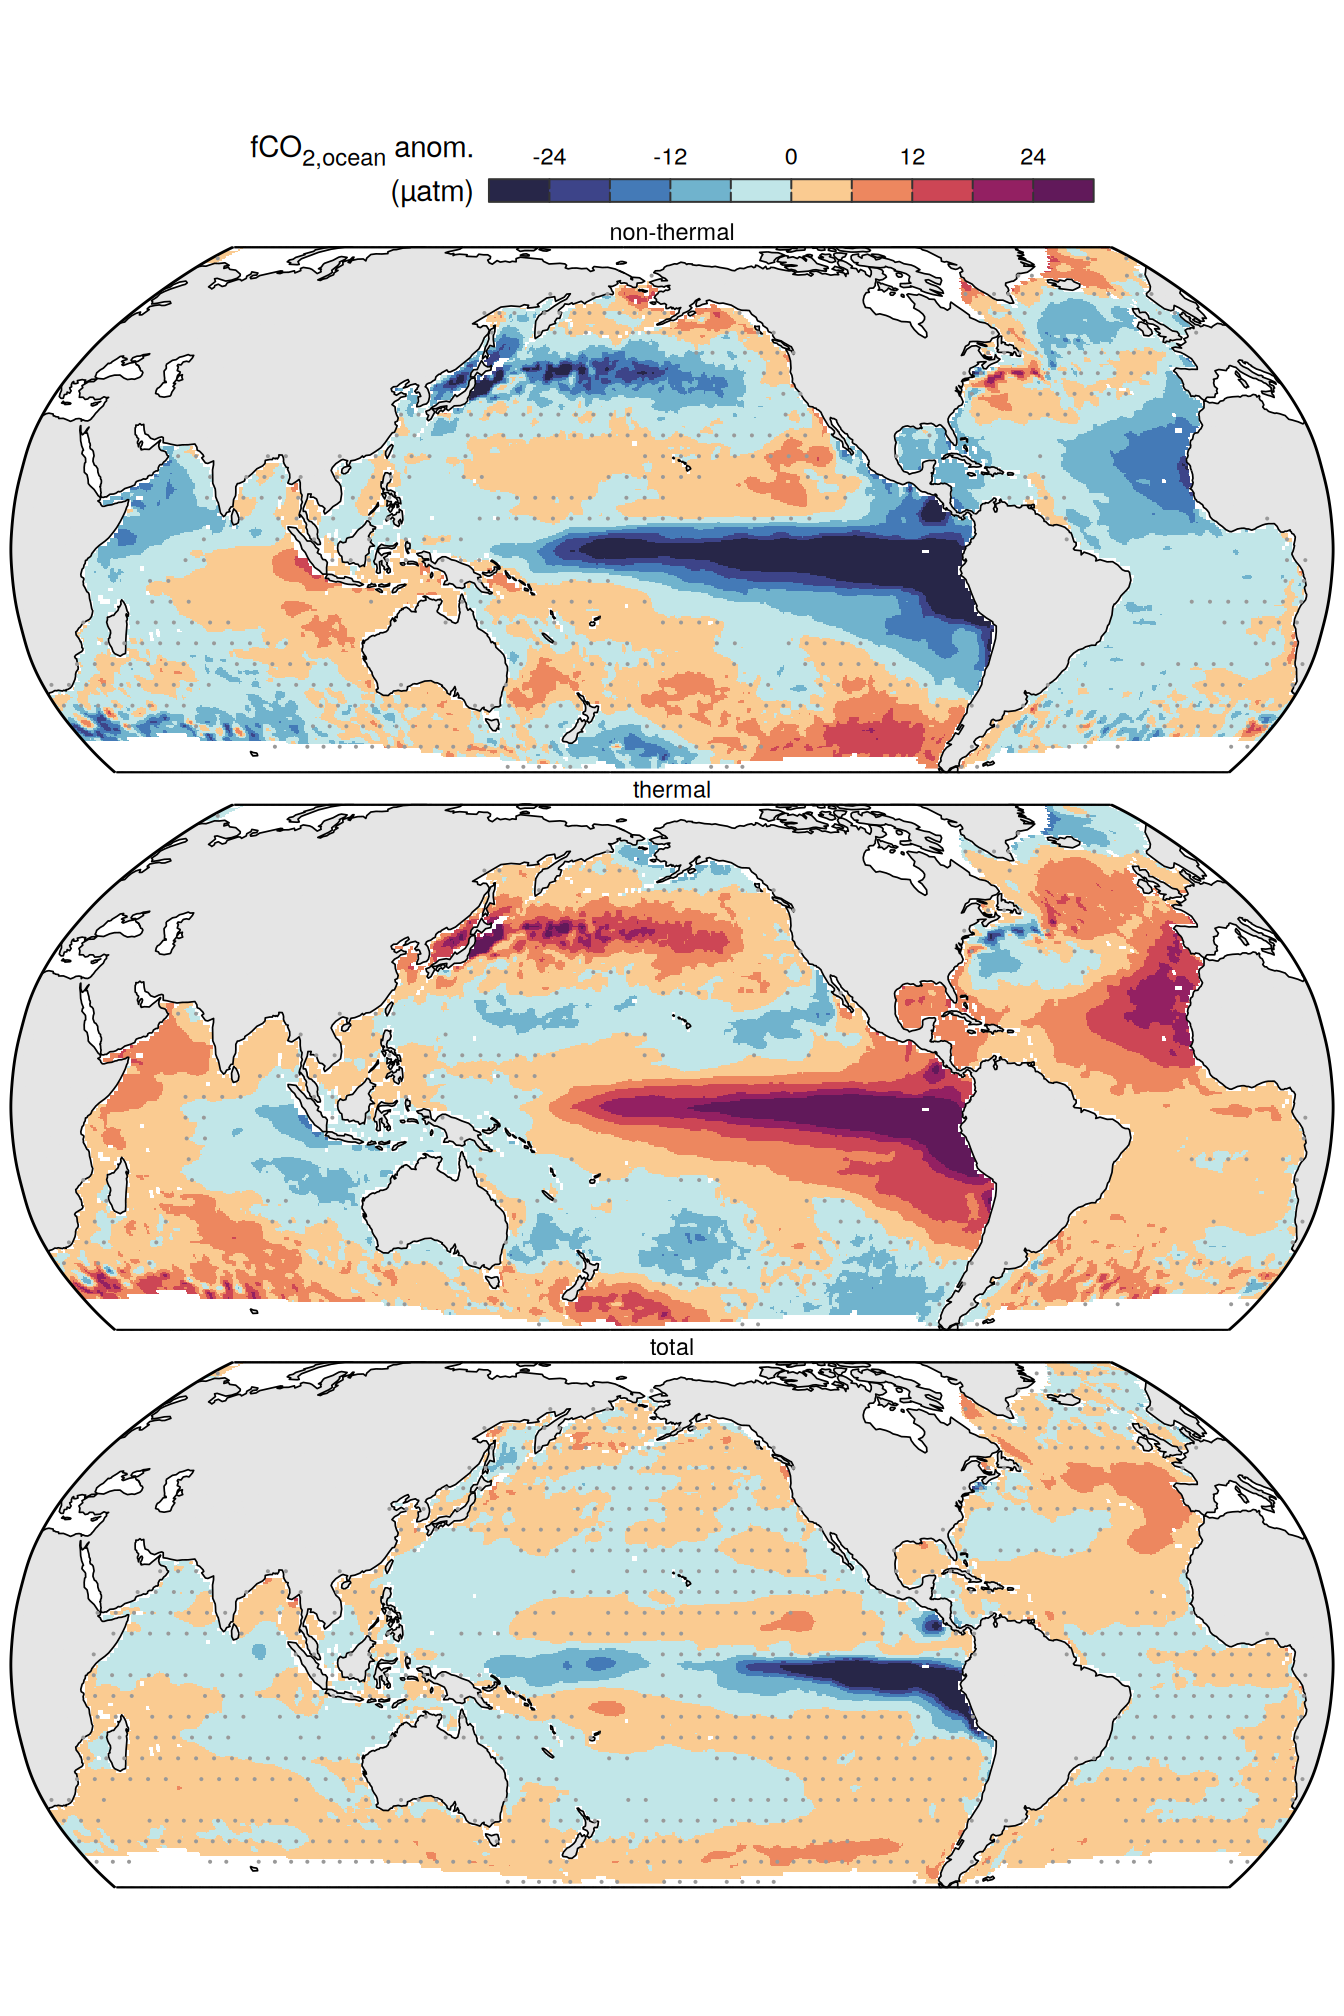 fCO2,ocean anom.
(µatm)
-24 -12 0 12 24
non-thermal
thermal
total